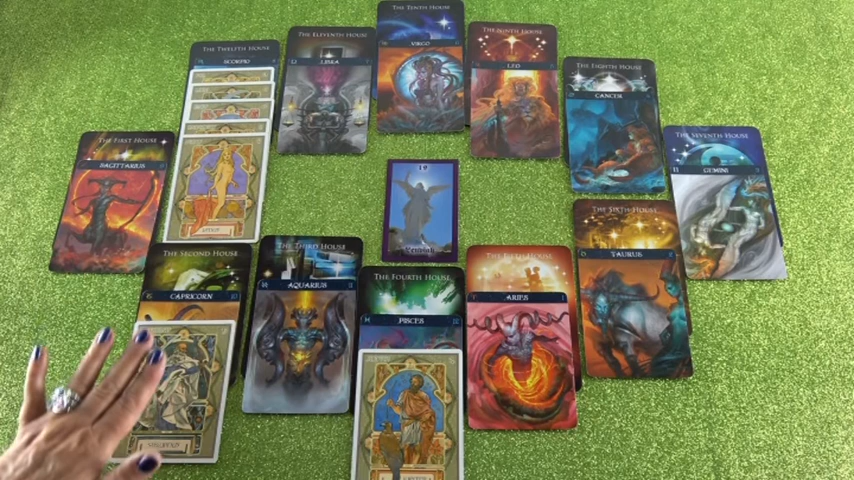 THE TENTH HOUSE
VIRGO
THE ELEVENTH HOUSE
LIBRA
THE NINTH HOUSE
LEO
THE TWELFTH HOUSE
SCORPIO
THE EIGHTH HOUSE
CANCER
THE FIRST HOUSE
SAGITTARIUS
THE SEVENTH HOUSE
GEMINI
19
THE SIXTH HOUSE
TAURUS
THE SECOND HOUSE
CAPRICORN
THE THIRD HOUSE
AQUARIUS
THE FOURTH HOUSE
PISCES
THE FIFTH HOUSE
ARIES